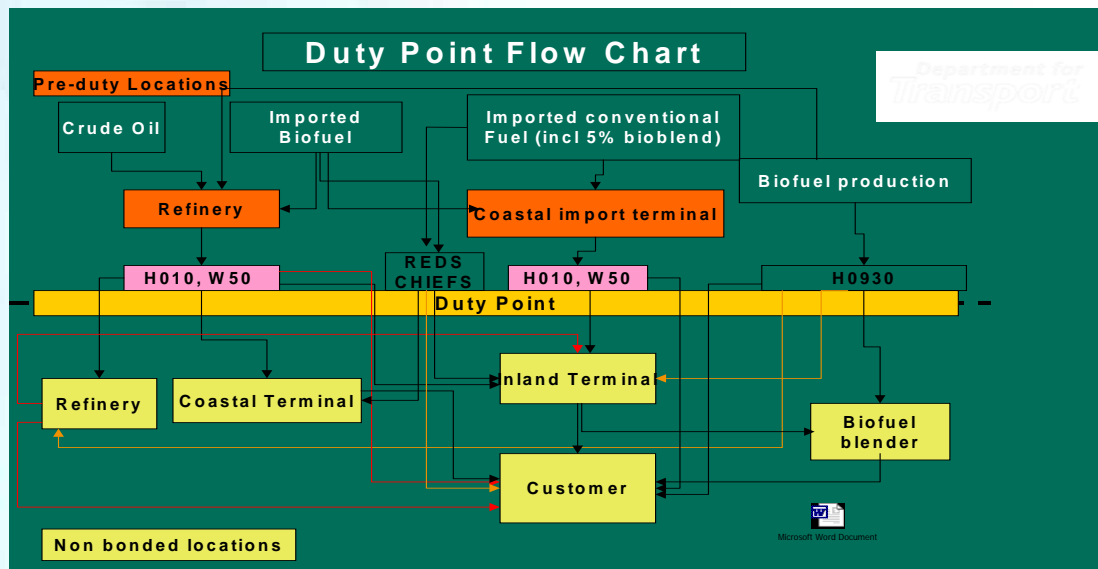 Duty Point Flow Chart
Department for
Transport
Pre-duty Locations
Crude Oil
Imported
Biofuel
Imported conventional
Fuel (incl 5% bioblend)
Biofuel production
Refinery
Coastal import terminal
H010, W50
REDS
CHIEFS
H010, W50
H0930
Duty Point
Refinery
Coastal Terminal
Inland Terminal
Biofuel
blender
Customer
W
Microsoft Word Document
Non bonded locations